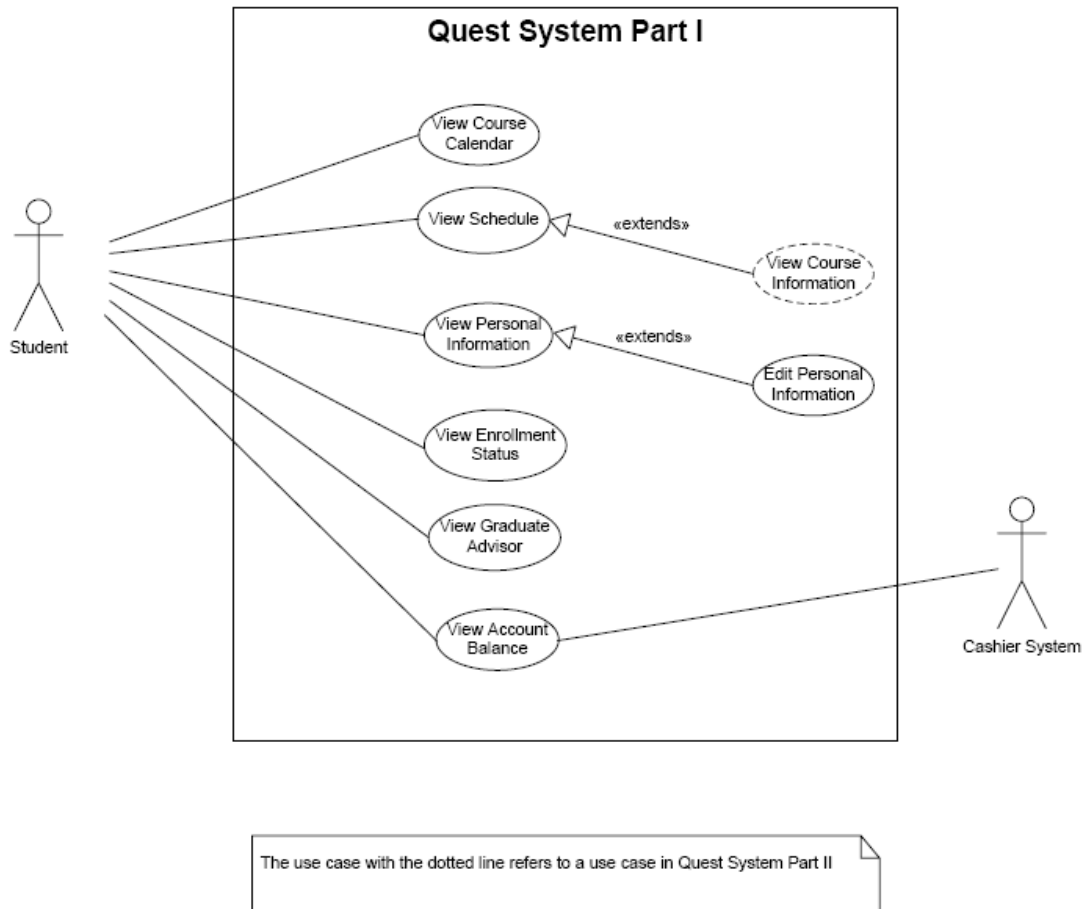 Quest System Part I
View Course
Calendar
View Schedule
«extends»
View Course
Information
Student
View Personal
Information
«extends»
Edit Personal
Information
View Enrollment
Status
View Graduate
Advisor
View Account
Balance
Cashier System
The use case with the dotted line refers to a use case in Quest System Part II